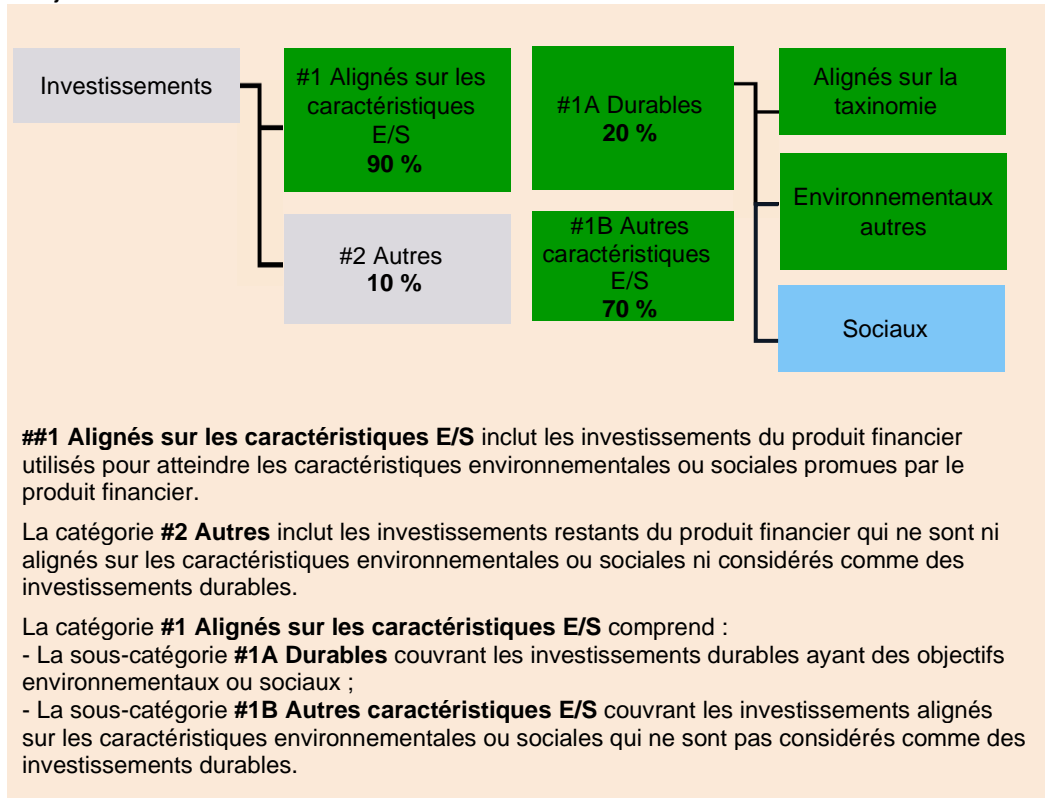 Investissements
#1 Alignés sur les
caractéristiques
E/S
90 %
#2 Autres
10 %
#1A Durables
20 %
#1B Autres
caractéristiques
E/S
70 %
Alignés sur la
taxinomie
Environnementaux
autres
Sociaux
##1 Alignés sur les caractéristiques E/S inclut les investissements du produit financier
utilisés pour atteindre les caractéristiques environnementales ou sociales promues par le
produit financier.
La catégorie #2 Autres inclut les investissements restants du produit financier qui ne sont ni
alignés sur les caractéristiques environnementales ou sociales ni considérés comme des
investissements durables.
La catégorie #1 Alignés sur les caractéristiques E/S comprend :
- La sous-catégorie #1A Durables couvrant les investissements durables ayant des objectifs
environnementaux ou sociaux ;
- La sous-catégorie #1B Autres caractéristiques E/S couvrant les investissements alignés
sur les caractéristiques environnementales ou sociales qui ne sont pas considérés comme des
investissements durables.